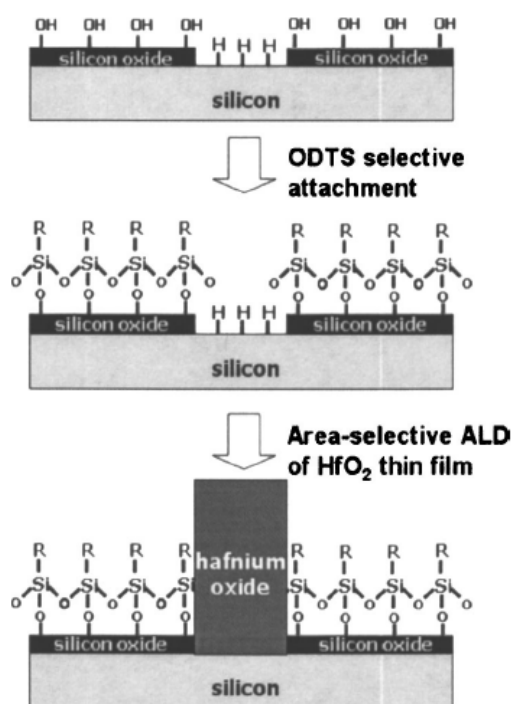 OH OH OH OH OH OH OH OH
H H H
silicon oxide silicon oxide
silicon
ODTS selective
attachment
R R R R R R R R
Si Si Si Si Si Si Si Si
o o o o o o o o o o
o o o o o o o o
H H H
silicon oxide silicon oxide
silicon
Area-selective ALD
of HfO₂ thin film
hafnium
oxide
R R R R R R R R
Si Si Si Si Si Si Si Si
o o o o o o o o o
o o o o o o o o
silicon oxide silicon oxide
silicon